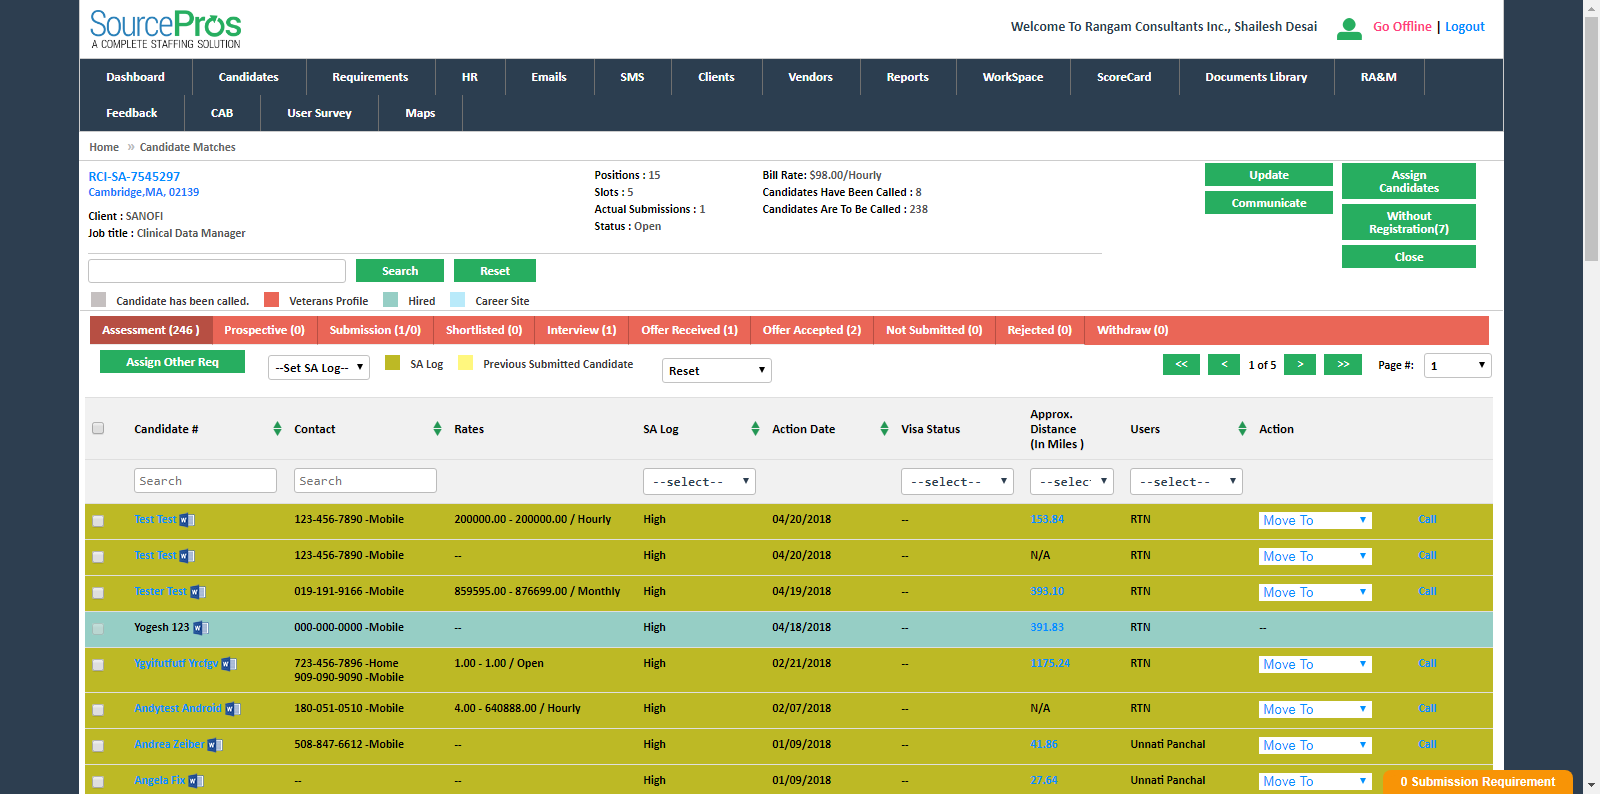 SourcePros
A COMPLETE STAFFING SOLUTION
Welcome To Rangam Consultants Inc., Shailesh Desai
Go Offline | Logout
Dashboard Candidates Requirements HR Emails SMS Clients Vendors Reports WorkSpace ScoreCard Documents Library RA&M
Feedback CAB User Survey Maps
Home » Candidate Matches
RCI-SA-7545297
Cambridge,MA, 02139
Client : SANOFI
Job title : Clinical Data Manager
Positions : 15
Slots : 5
Actual Submissions : 1
Status : Open
Bill Rate: $98.00/Hourly
Candidates Have Been Called : 8
Candidates Are To Be Called : 238
Update
Communicate
Assign
Candidates
Without
Registration(7)
Close
Search Reset
Candidate has been called. Veterans Profile Hired Career Site
Assessment (246 ) Prospective (0) Submission (1/0) Shortlisted (0) Interview (1) Offer Received (1) Offer Accepted (2) Not Submitted (0) Rejected (0) Withdraw (0)
Assign Other Req --Set SA Log-- SA Log Previous Submitted Candidate Reset << < 1 of 5 > >> Page #: 1
Candidate # Contact Rates SA Log Action Date Visa Status
Approx.
Distance
(In Miles )
Users Action
Search Search --select-- --select-- --selec --select--
Test Test 123-456-7890 -Mobile 200000.00 - 200000.00 / Hourly High 04/20/2018 -- 153.84 RTN Move To Call
Test Test 123-456-7890 -Mobile -- High 04/20/2018 -- N/A RTN Move To Call
Tester Test 019-191-9166 -Mobile 859595.00 - 876699.00 / Monthly High 04/19/2018 -- 393.10 RTN Move To Call
Yogesh 123 000-000-0000 -Mobile -- High 04/18/2018 -- 391.83 RTN --
Ygyifutfutf Yrcfgv 723-456-7896 -Home 1.00 - 1.00 / Open High 02/21/2018 -- 1175.24 RTN Move To Call
909-090-9090 -Mobile
Andytest Android 180-051-0510 -Mobile 4.00 - 640888.00 / Hourly High 02/07/2018 -- N/A RTN Move To Call
Andrea Zeiber 508-847-6612 -Mobile -- High 01/09/2018 -- 41.86 Unnati Panchal Move To Call
Angela Fix -- -- High 01/09/2018 -- 27.64 Unnati Panchal Move To
0 Submission Requirement